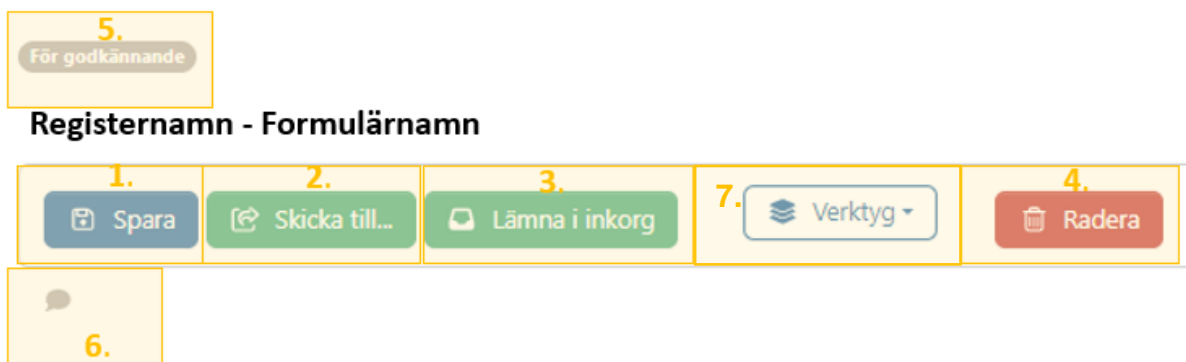 5.
För godkännande
Registernamn - Formulärnamn
1. 2. 3. 4.
Spara Skicka till... Lämna i inkorg 7. Verktyg Radera
6.